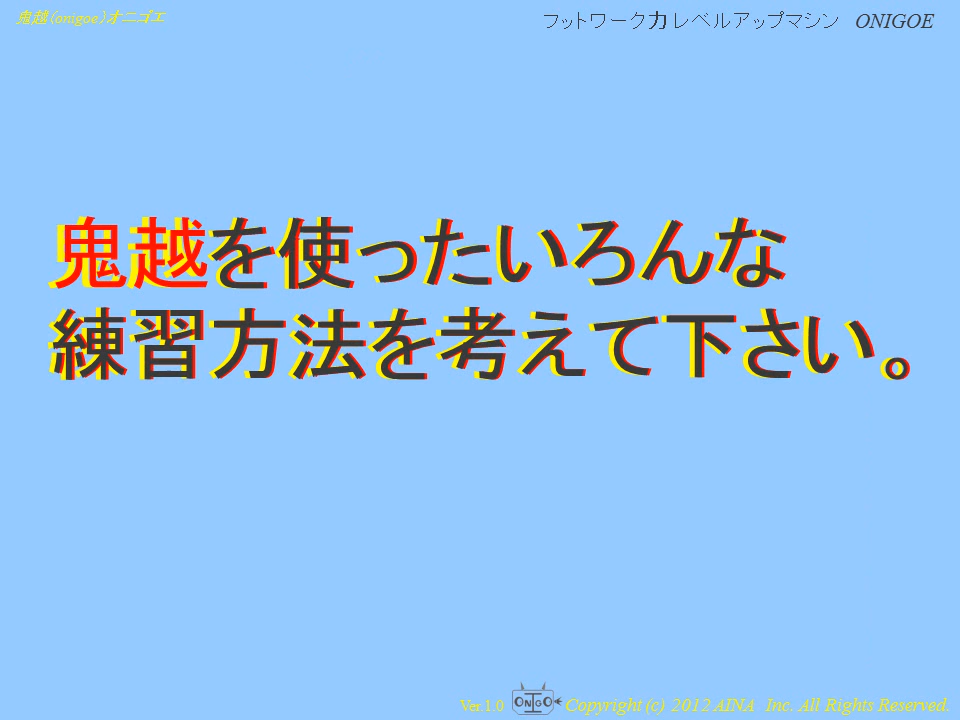 鬼越（onigoe）オニゴエ
フットワーク力レベルアップマシン ONIGOE
鬼越を使ったいろんな
練習方法を考えて下さい。
Ver.1.0 ONIGO Copyright (c) 2012 AINA Inc. All Rights Reserved.